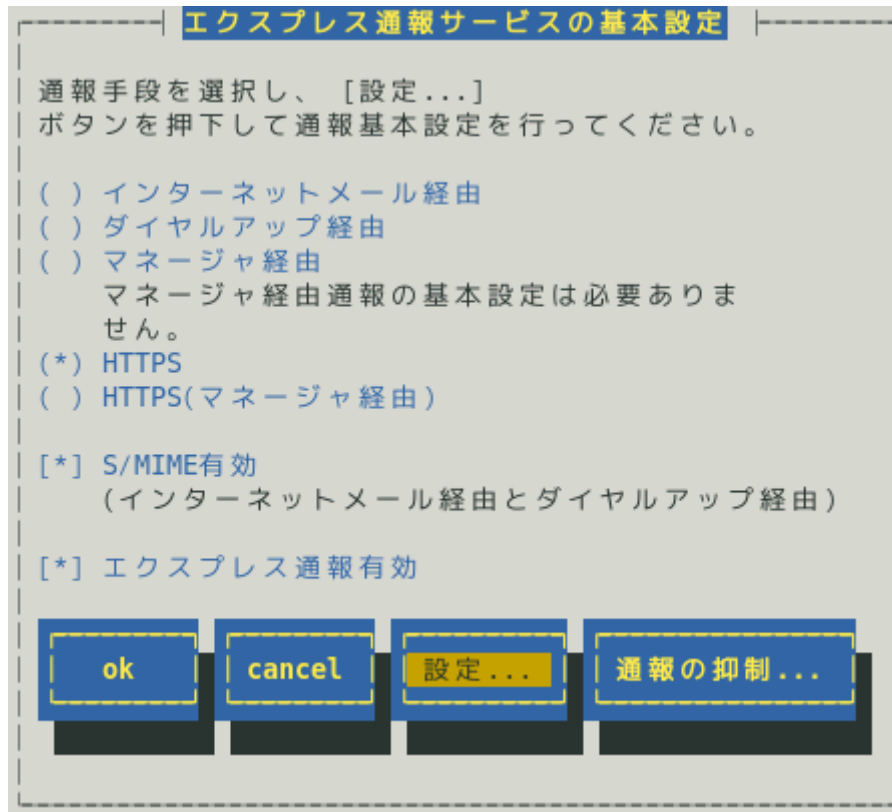 エクスプレス通報サービスの基本設定
通報手段を選択し、 [設定...]
ボタンを押下して通報基本設定を行ってください。
( ) インターネットメール経由
( ) ダイヤルアップ経由
( ) マネージャ経由
マネージャ経由通報の基本設定は必要ありま
せん。
(*) HTTPS
( ) HTTPS(マネージャ経由)
[*] S/MIME有効
(インターネットメール経由とダイヤルアップ経由)
[*] エクスプレス通報有効
ok cancel 設定... 通報の抑制...